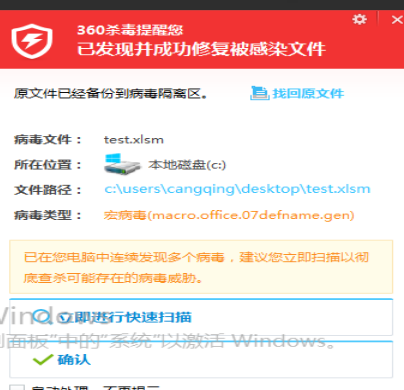 360杀毒提醒您
已发现并成功修复被感染文件
原文件已经备份到病毒隔离区。 找回原文件
病毒文件： test.xlsm
所在位置： 本地磁盘(c:)
文件路径： c:\users\cangqing\desktop\test.xlsm
病毒类型： 宏病毒(macro.office.07defname.gen)
已在您电脑中连续发现多个病毒，建议您立即扫描以彻
底查杀可能存在的病毒威胁。
立即进行快速扫描
面板"中的"系统"以激活 Windows。
确认